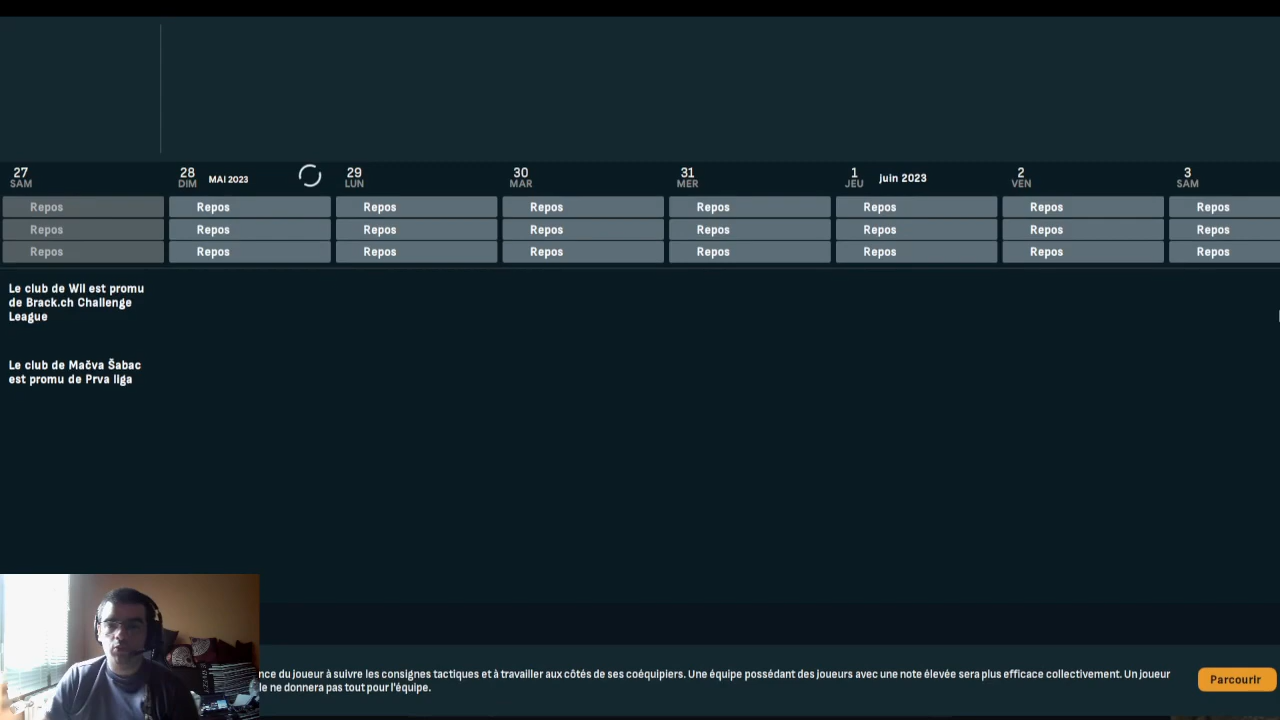 27
SAM
28
DIM
MAI 2023
29
LUN
30
MAR
31
MER
1
JEU
juin 2023
2
VEN
3
SAM
Repos Repos Repos Repos Repos Repos Repos Repos
Repos Repos Repos Repos Repos Repos Repos Repos
Repos Repos Repos Repos Repos Repos Repos Repos
Le club de Wil est promu
de Brack.ch Challenge
League
Le club de Mačva Šabac
est promu de Prva liga
nce du joueur à suivre les consignes tactiques et à travailler aux côtés de ses coéquipiers. Une équipe possédant des joueurs avec une note élevée sera plus efficace collectivement. Un joueur
le ne donnera pas tout pour l'équipe.
Parcourir